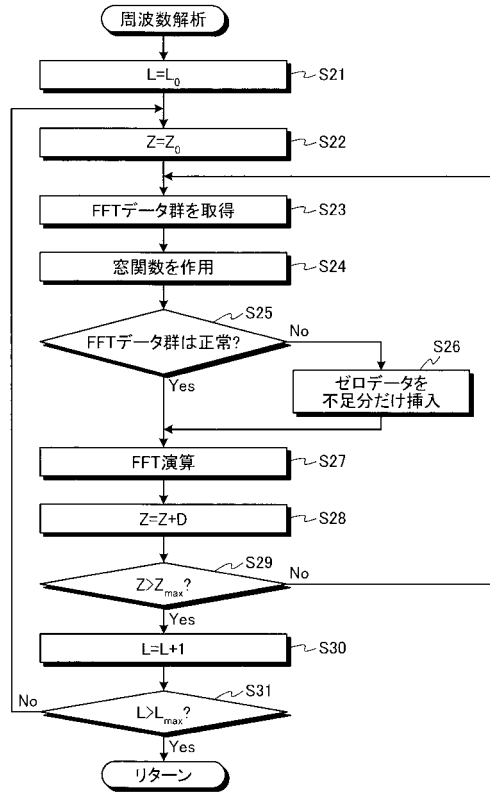 周波数解析
L=L₀
S21
Z=Z₀
S22
FFTデータ群を取得
S23
窓関数を作用
S24
S25
FFTデータ群は正常?
No
Yes
S26
ゼロデータを
不足分だけ挿入
FFT演算
S27
Z=Z+D
S28
S29
Z>Zmax?
No
Yes
L=L+1
S30
S31
No
L>Lmax?
Yes
リターン